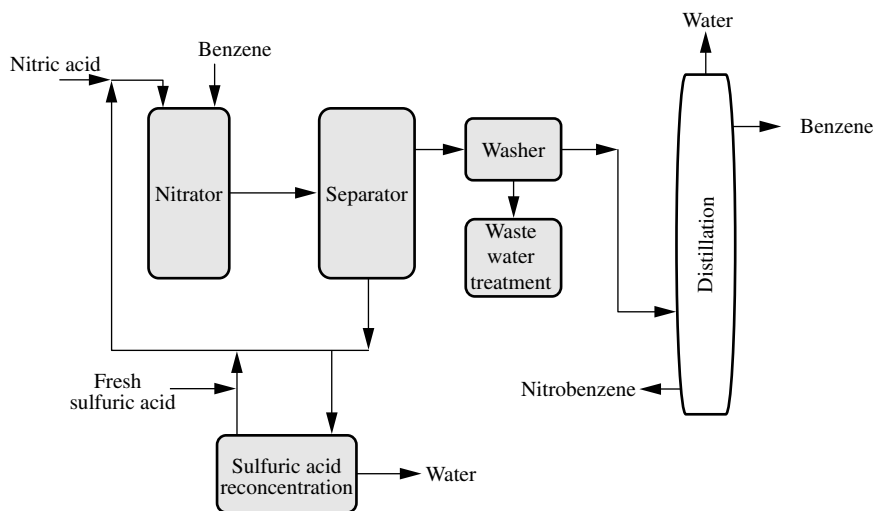 Water
Benzene
Nitric acid
Benzene
Washer
Nitrator
Separator
Waste
water
treatment
Distillation
Fresh
sulfuric acid
Nitrobenzene
Sulfuric acid
reconcentration
Water